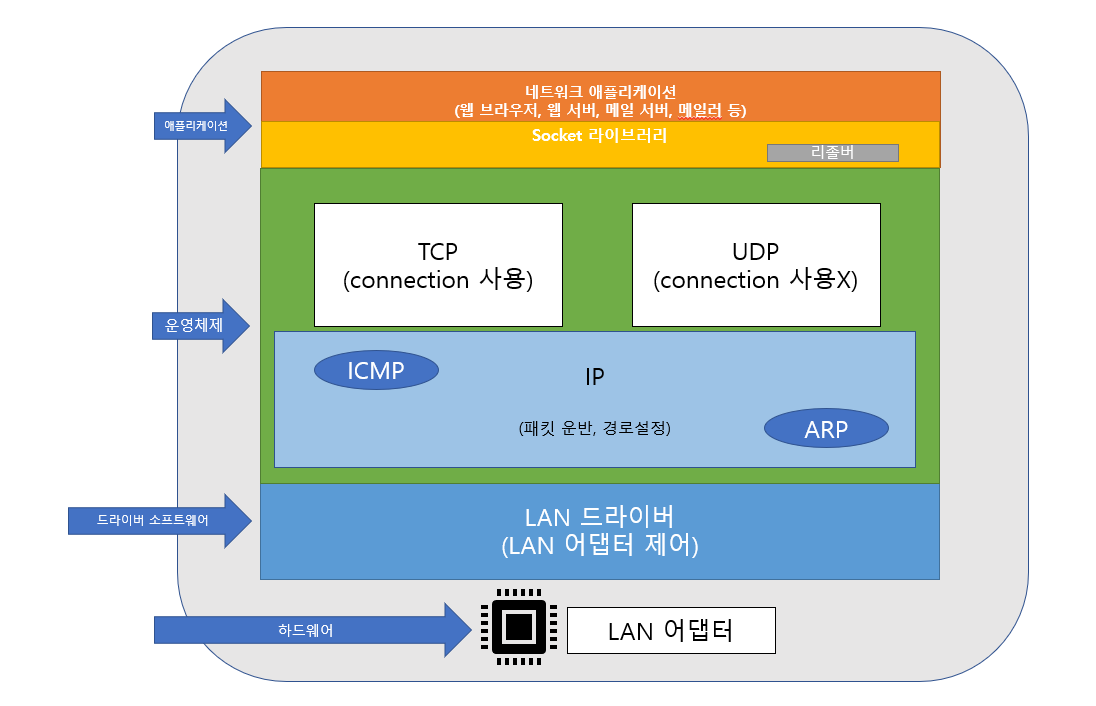 네트워크 애플리케이션
(웹 브라우저, 웹 서버, 메일 서버, 메일러 등)
애플리케이션
Socket 라이브러리
리졸버
TCP
(connection 사용)
UDP
(connection 사용X)
운영체제
ICMP
IP
(패킷 운반, 경로설정)
ARP
드라이버 소프트웨어
LAN 드라이버
(LAN 어댑터 제어)
하드웨어
LAN 어댑터